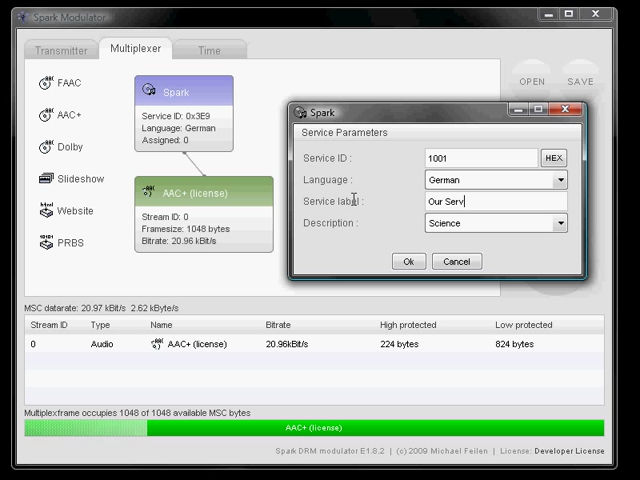 Spark Modulator
Transmitter
Multiplexer
Time
FAAC
AAC+
Dolby
Slideshow
Website
PRBS
Spark
Service ID: 0x3E9
Language: German
Assigned: 0
AAC+ (license)
Stream ID: 0
Framesize: 1048 bytes
Bitrate: 20.96 kBit/s
OPEN SAVE
Spark
Service Parameters
Service ID : 1001 HEX
Language : German
Service label : Our Serv
Description : Science
Ok Cancel
MSC datarate: 20.97 kBit/s 2.62 kByte/s
Stream ID Type Name Bitrate High protected Low protected
0 Audio AAC+ (license) 20.96kBit/s 224 bytes 824 bytes
Multiplexframe occupies 1048 of 1048 available MSC bytes
AAC+ (license)
Spark DRM modulator E1.8.2 | (c) 2009 Michael Feilen | License: Developer License